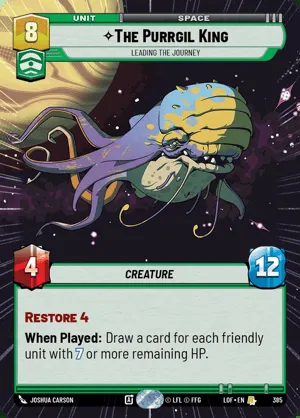 UNIT
SPACE
8
✧The Purrgil King
LEADING THE JOURNEY
4
12
CREATURE
RESTORE 4
When Played: Draw a card for each friendly
unit with 7 or more remaining HP.
JOSHUA CARSON
© LFL © FFG
LOF • EN
385